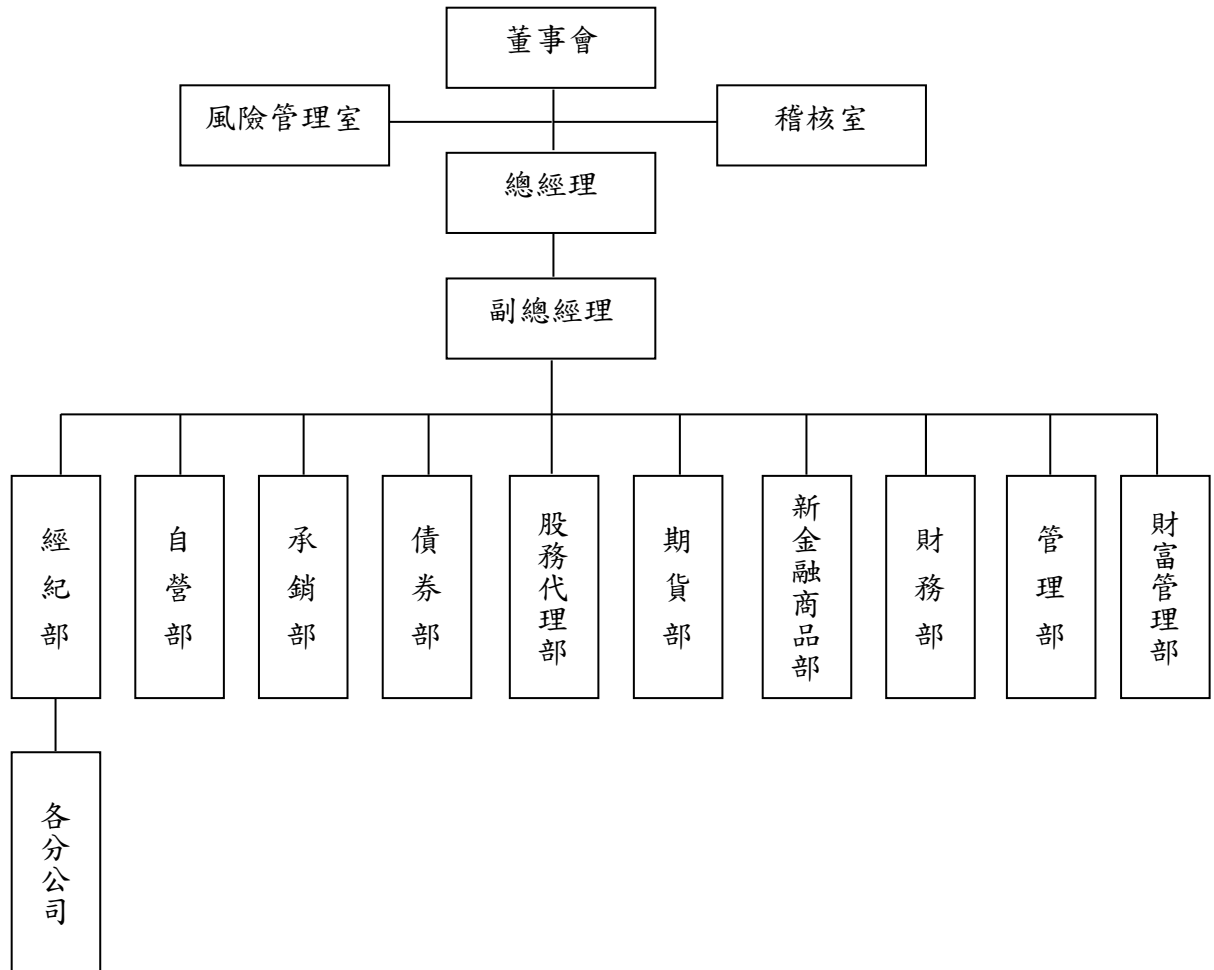 董事會
風險管理室
稽核室
總經理
副總經理
經紀部
自營部
承銷部
債券部
股務代理部
期貨部
新金融商品部
財務部
管理部
財富管理部
各分公司